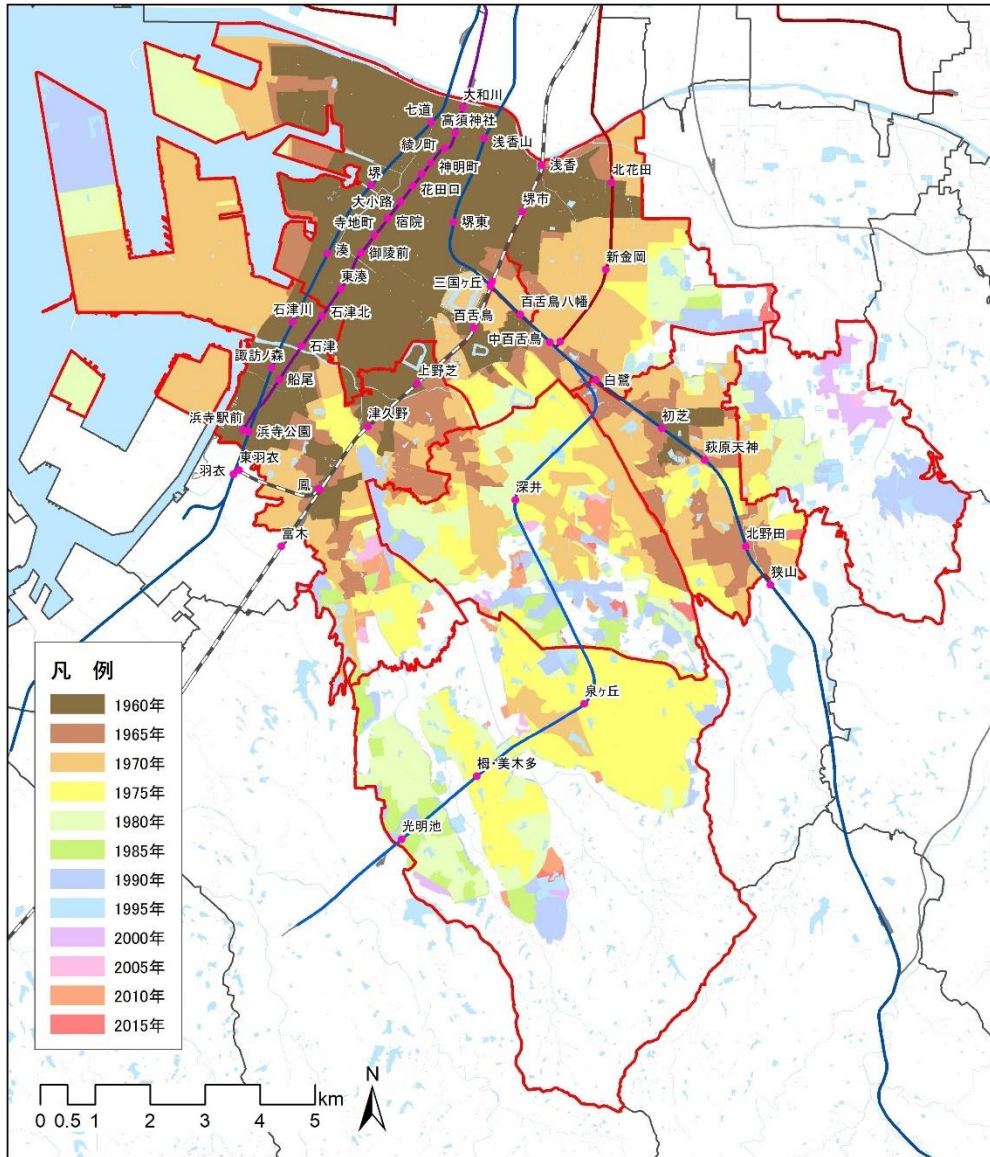 大和川
七道
高須神社
綾ノ町
浅香山
神明町
浅香
北花田
堺
花田口
大小路
堺市
寺地町
宿院
堺東
湊
御陵前
新金岡
東湊
三国ヶ丘
石津川
石津北
百舌鳥
百舌鳥八幡
中百舌鳥
諏訪ノ森
石津
船尾
上野芝
白鷺
浜寺駅前
浜寺公園
津久野
初芝
萩原天神
羽衣
東羽衣
鳳
深井
富木
北野田
狭山
泉ヶ丘
栂・美木多
光明池
凡 例
1960年
1965年
1970年
1975年
1980年
1985年
1990年
1995年
2000年
2005年
2010年
2015年
N
km
0 0.5 1 2 3 4 5